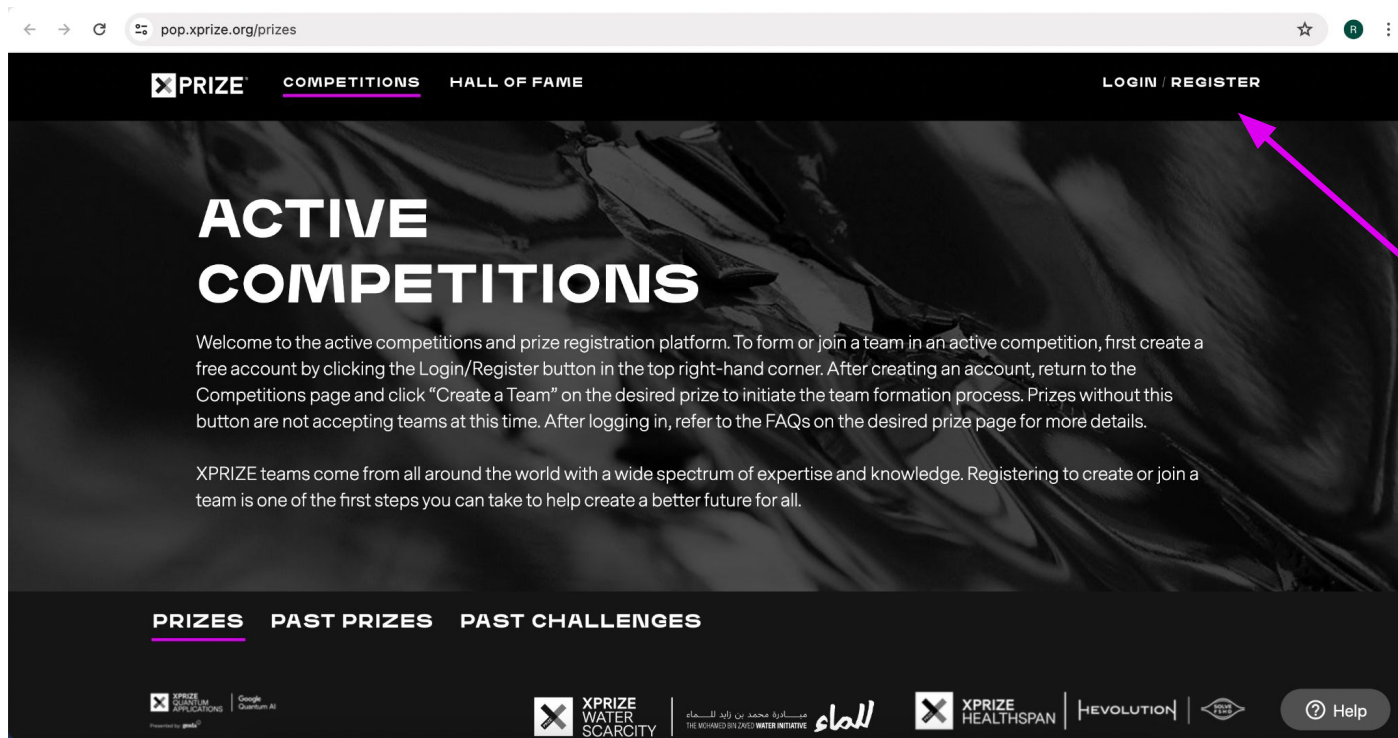 pop.xprize.org/prizes
R
XPRIZE
COMPETITIONS
HALL OF FAME
LOGIN / REGISTER
ACTIVE
COMPETITIONS
Welcome to the active competitions and prize registration platform. To form or join a team in an active competition, first create a
free account by clicking the Login/Register button in the top right-hand corner. After creating an account, return to the
Competitions page and click “Create a Team” on the desired prize to initiate the team formation process. Prizes without this
button are not accepting teams at this time. After logging in, refer to the FAQs on the desired prize page for more details.
XPRIZE teams come from all around the world with a wide spectrum of expertise and knowledge. Registering to create or join a
team is one of the first steps you can take to help create a better future for all.
PRIZES
PAST PRIZES
PAST CHALLENGES
XPRIZE
QUANTUM
APPLICATIONS
Google
Quantum AI
Presented by
XPRIZE
WATER
SCARCITY
مبـــادرة محمد بن زايد للـــماء
THE MOHAMED BIN ZAYED WATER INITIATIVE
للماء
XPRIZE
HEALTHSPAN
HEVOLUTION
SOLVE
FSHD
Help